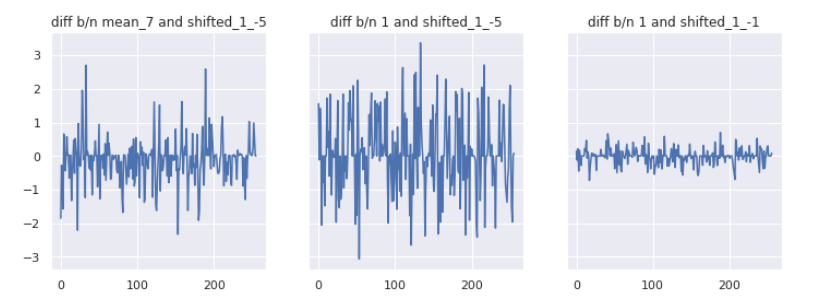 diff b/n mean_7 and shifted_1_-5
diff b/n 1 and shifted_1_-5
diff b/n 1 and shifted_1_-1
3
2
1
0
−1
−2
−3
0 100 200
0 100 200
0 100 200